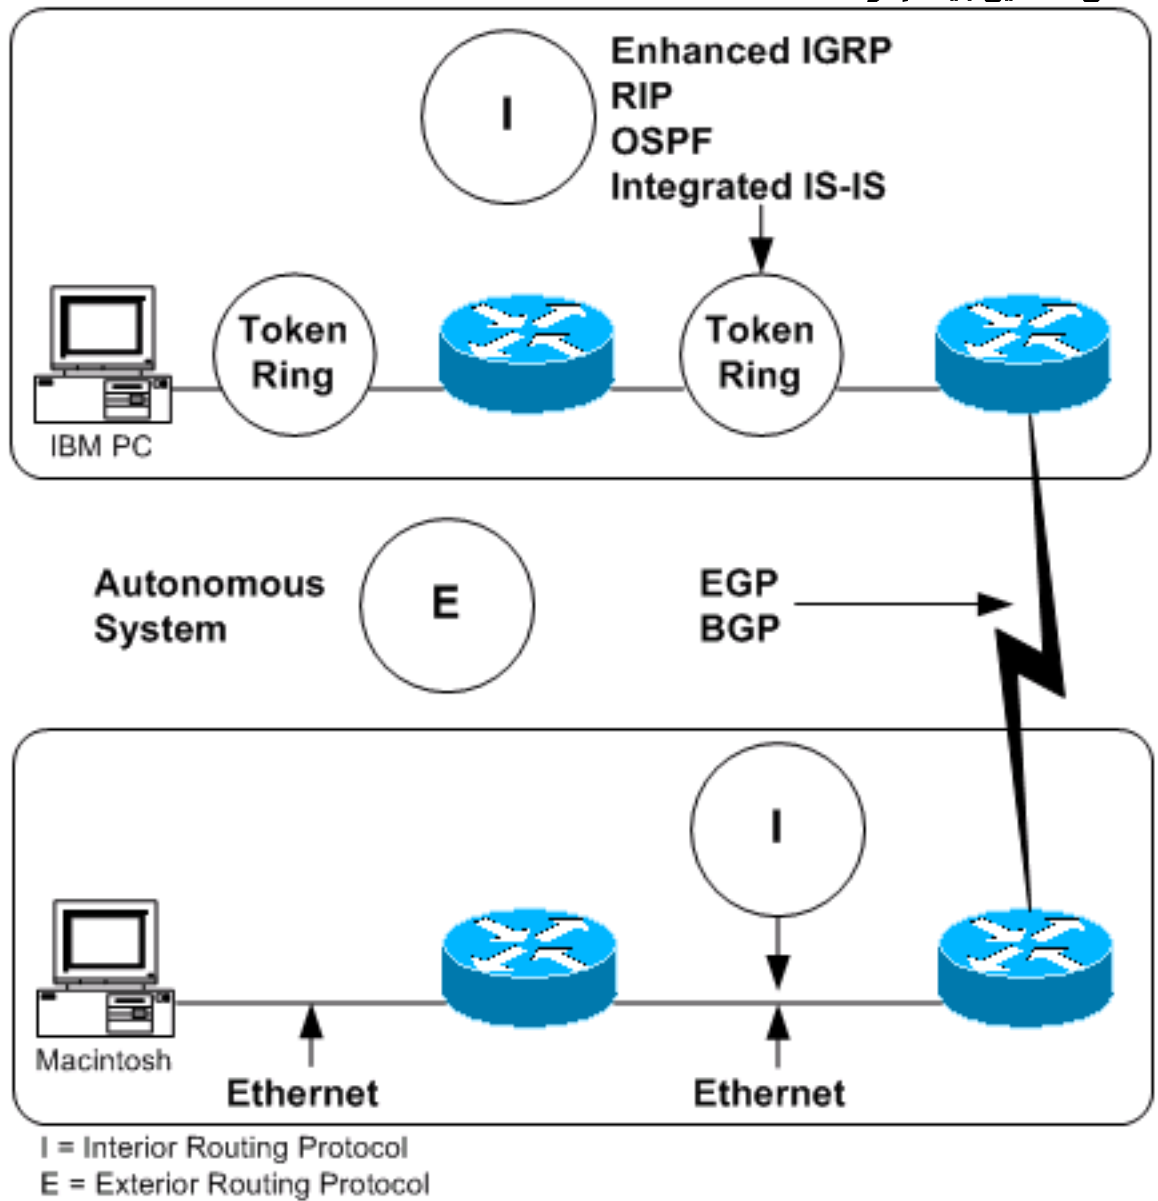 I
Enhanced IGRP
RIP
OSPF
Integrated IS-IS
Token
Ring
Token
Ring
IBM PC
Autonomous
System
E
EGP
BGP
I
Macintosh
Ethernet
Ethernet
I = Interior Routing Protocol
E = Exterior Routing Protocol